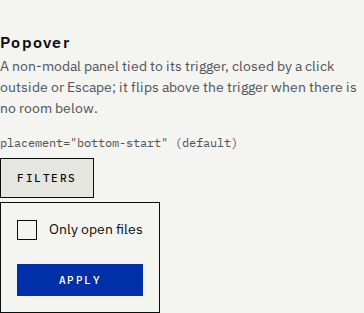 Popover
A non-modal panel tied to its trigger, closed by a click
outside or Escape; it flips above the trigger when there is
no room below.
placement="bottom-start" (default)
FILTERS
Only open files
APPLY